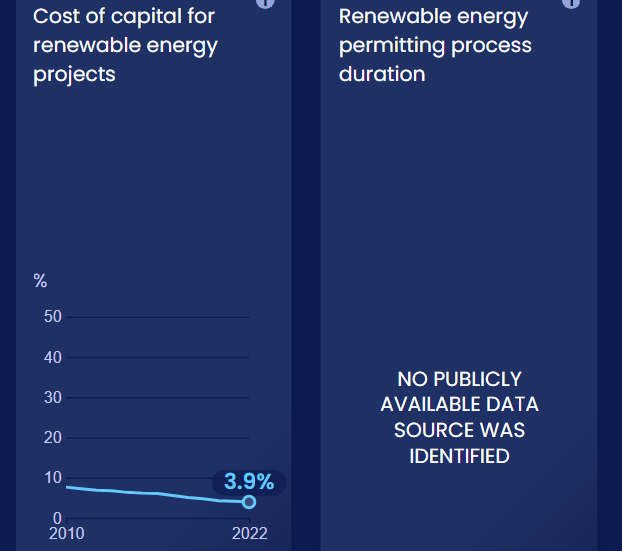 Cost of capital for
renewable energy
projects
%
50
40
30
20
10
0
3.9%
2010 2022
Renewable energy
permitting process
duration
NO PUBLICLY
AVAILABLE DATA
SOURCE WAS
IDENTIFIED